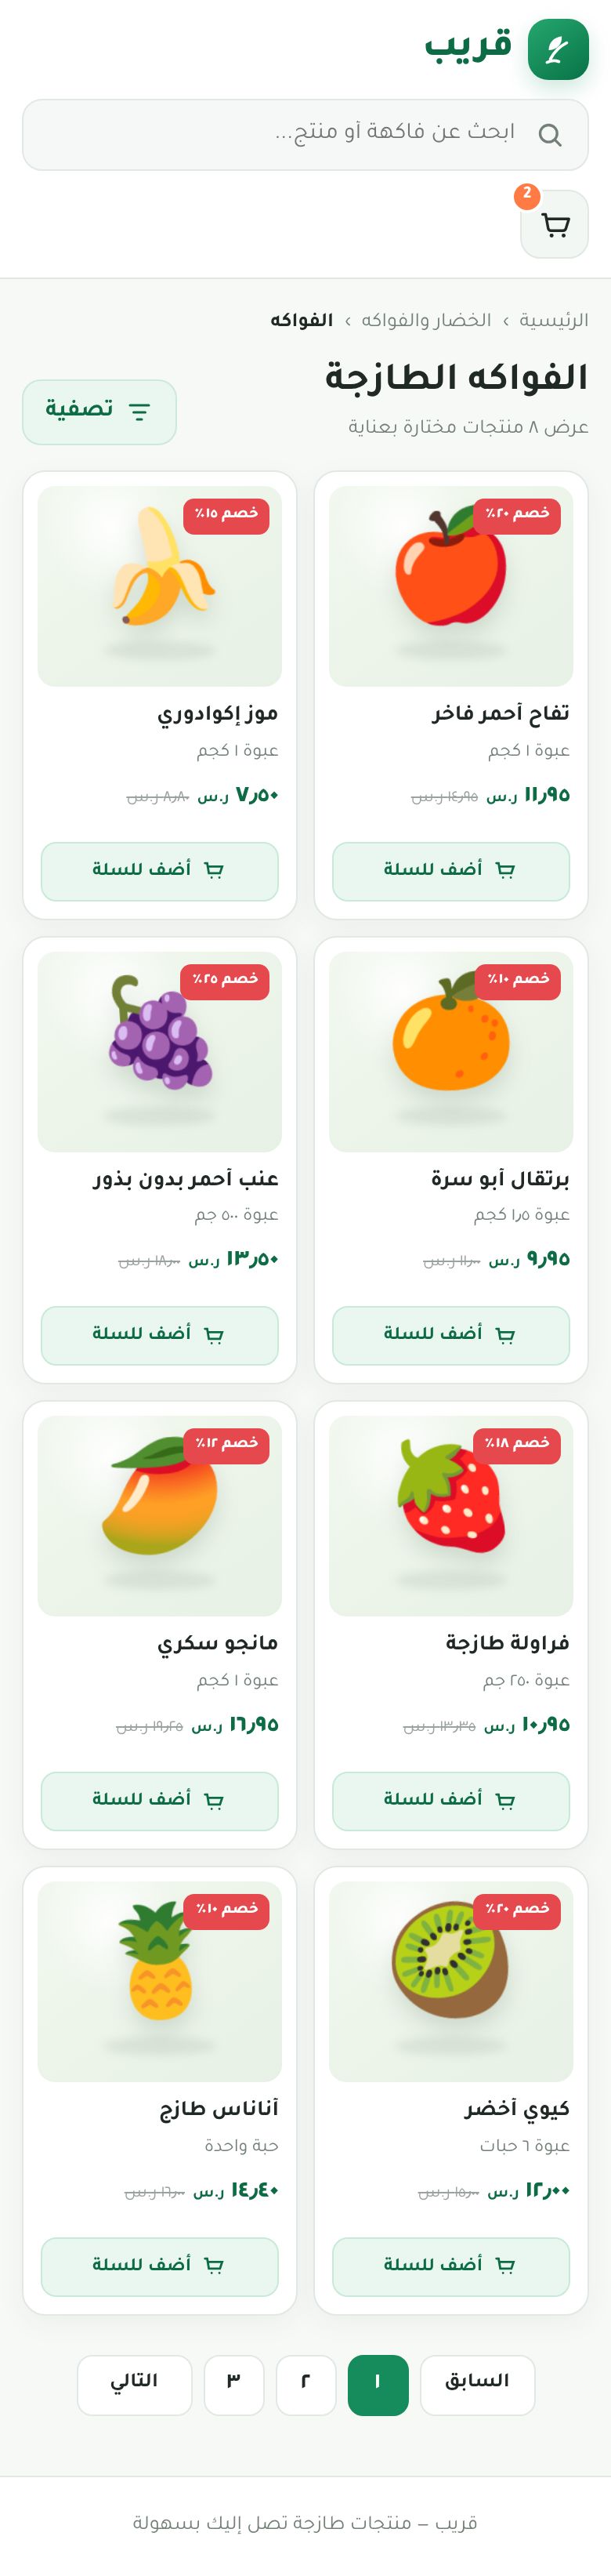 قريب
ابحث عن فاكهة أو منتج...
2
الرئيسية › الخضار والفواكه › الفواكه
الفواكه الطازجة
عرض ٨ منتجات مختارة بعناية
تصفية
خصم ٢٠٪
تفاح أحمر فاخر
عبوة ١ كجم
١١٫٩٥ ر.س ١٤٫٩٥ ر.س
أضف للسلة
خصم ١٥٪
موز إكوادوري
عبوة ١ كجم
٧٫٥٠ ر.س ٨٫٨٠ ر.س
أضف للسلة
خصم ١٠٪
برتقال أبو سرة
عبوة ١٫٥ كجم
٩٫٩٥ ر.س ١١٫٠٠ ر.س
أضف للسلة
خصم ٢٥٪
عنب أحمر بدون بذور
عبوة ٥٠٠ جم
١٣٫٥٠ ر.س ١٨٫٠٠ ر.س
أضف للسلة
خصم ١٨٪
فراولة طازجة
عبوة ٢٥٠ جم
١٠٫٩٥ ر.س ١٣٫٣٥ ر.س
أضف للسلة
خصم ١٢٪
مانجو سكري
عبوة ١ كجم
١٦٫٩٥ ر.س ١٩٫٢٥ ر.س
أضف للسلة
خصم ٢٠٪
كيوي أخضر
عبوة ٦ حبات
١٢٫٠٠ ر.س ١٥٫٠٠ ر.س
أضف للسلة
خصم ١٠٪
أناناس طازج
حبة واحدة
١٤٫٤٠ ر.س ١٦٫٠٠ ر.س
أضف للسلة
السابق ١ ٢ ٣ التالي
قريب — منتجات طازجة تصل إليك بسهولة